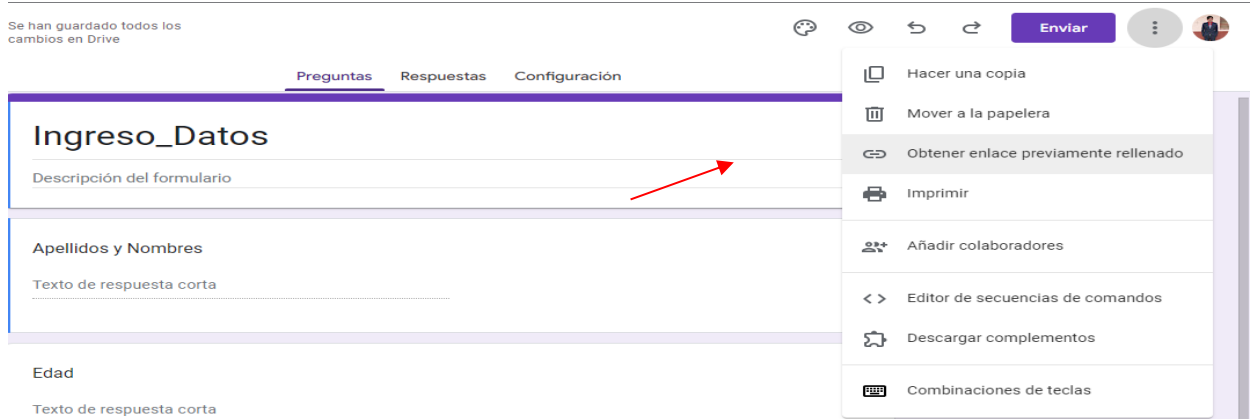 Se han guardado todos los
cambios en Drive
Enviar
Preguntas Respuestas Configuración
Ingreso_Datos
Descripción del formulario
Apellidos y Nombres
Texto de respuesta corta
Edad
Texto de respuesta corta
Hacer una copia
Mover a la papelera
Obtener enlace previamente rellenado
Imprimir
Añadir colaboradores
Editor de secuencias de comandos
Descargar complementos
Combinaciones de teclas